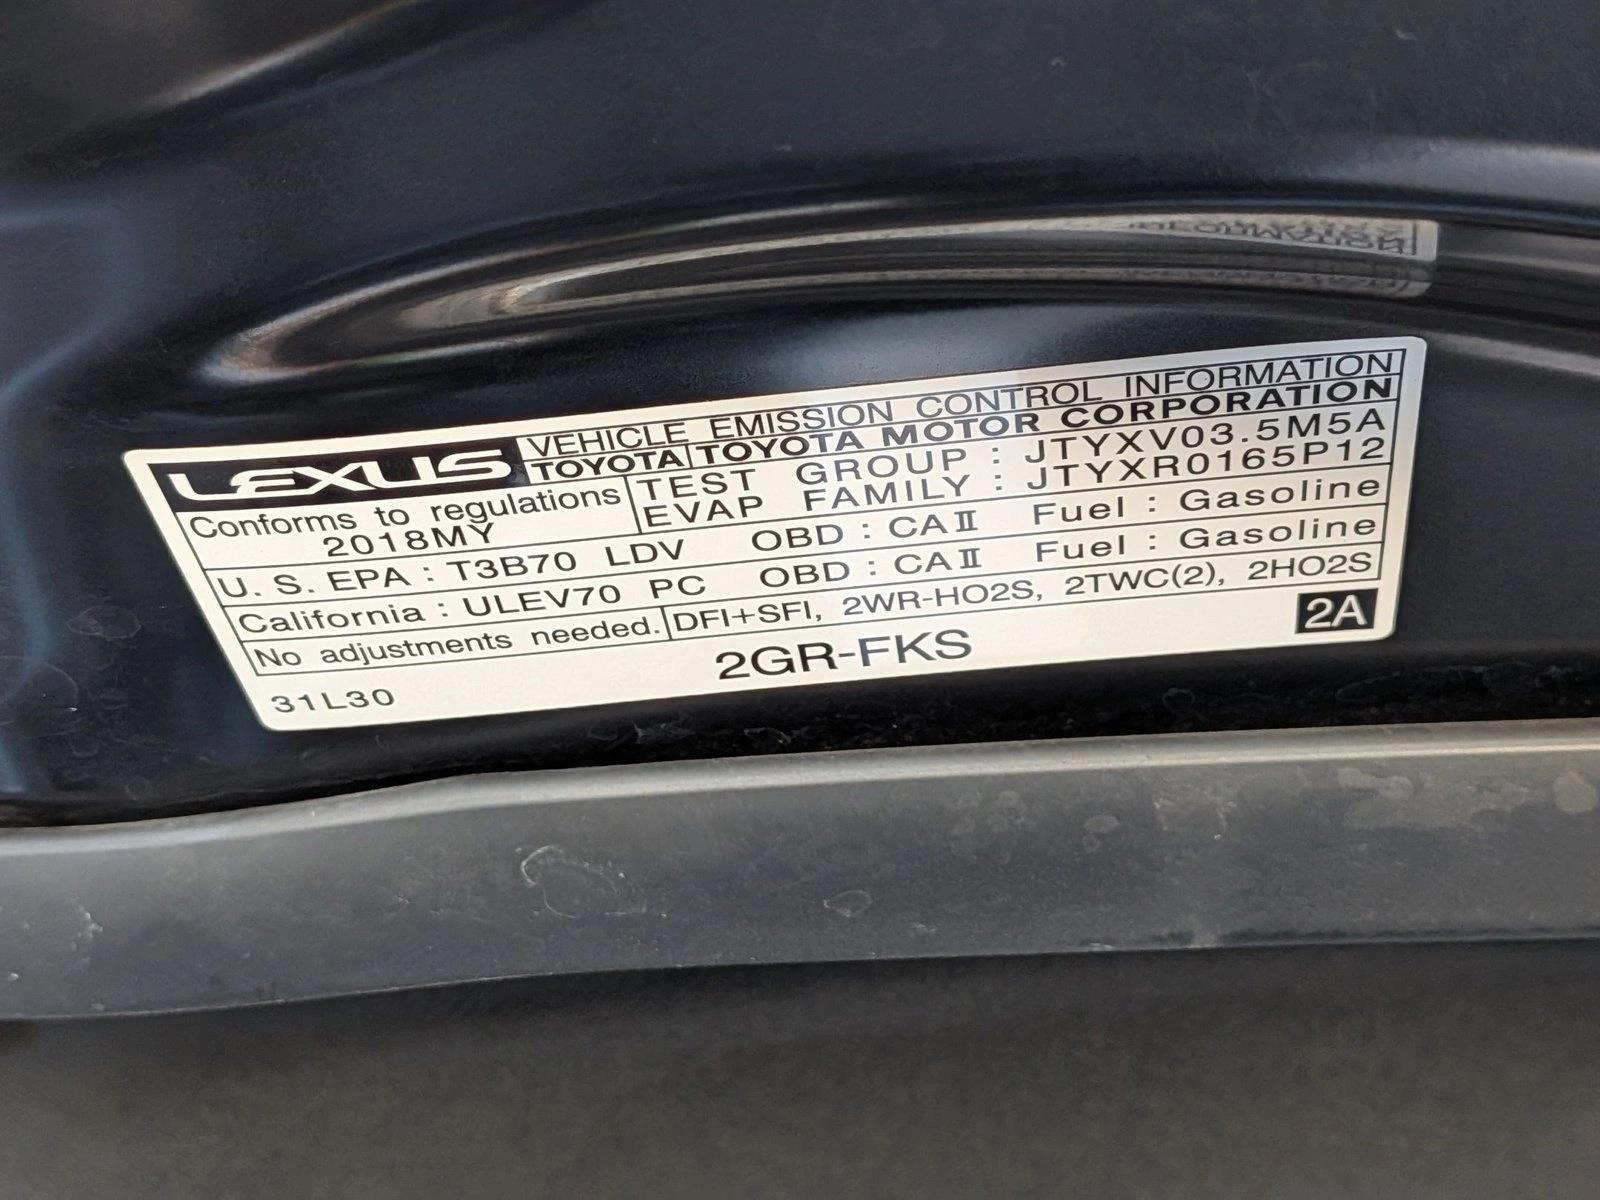 LEXUS
VEHICLE EMISSION CONTROL INFORMATION
TOYOTA TOYOTA MOTOR CORPORATION
Conforms to regulations
2018MY
TEST GROUP : JTYXV03.5M5A
EVAP FAMILY : JTYXR0165P12
U. S. EPA : T3B70 LDV OBD : CAⅡ Fuel : Gasoline
California : ULEV70 PC OBD : CAⅡ Fuel : Gasoline
No adjustments needed. DFI+SFI, 2WR-HO2S, 2TWC(2), 2HO2S
31L30 2GR-FKS 2A